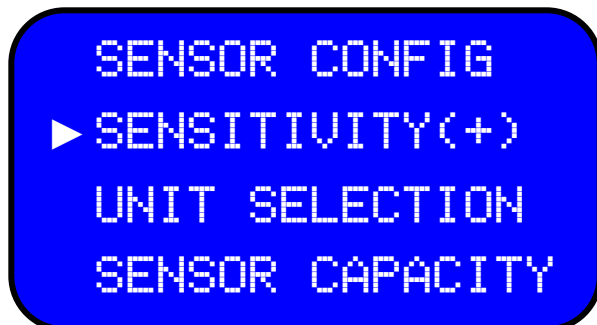 SENSOR CONFIG
►SENSITIVITY(+)
UNIT SELECTION
SENSOR CAPACITY